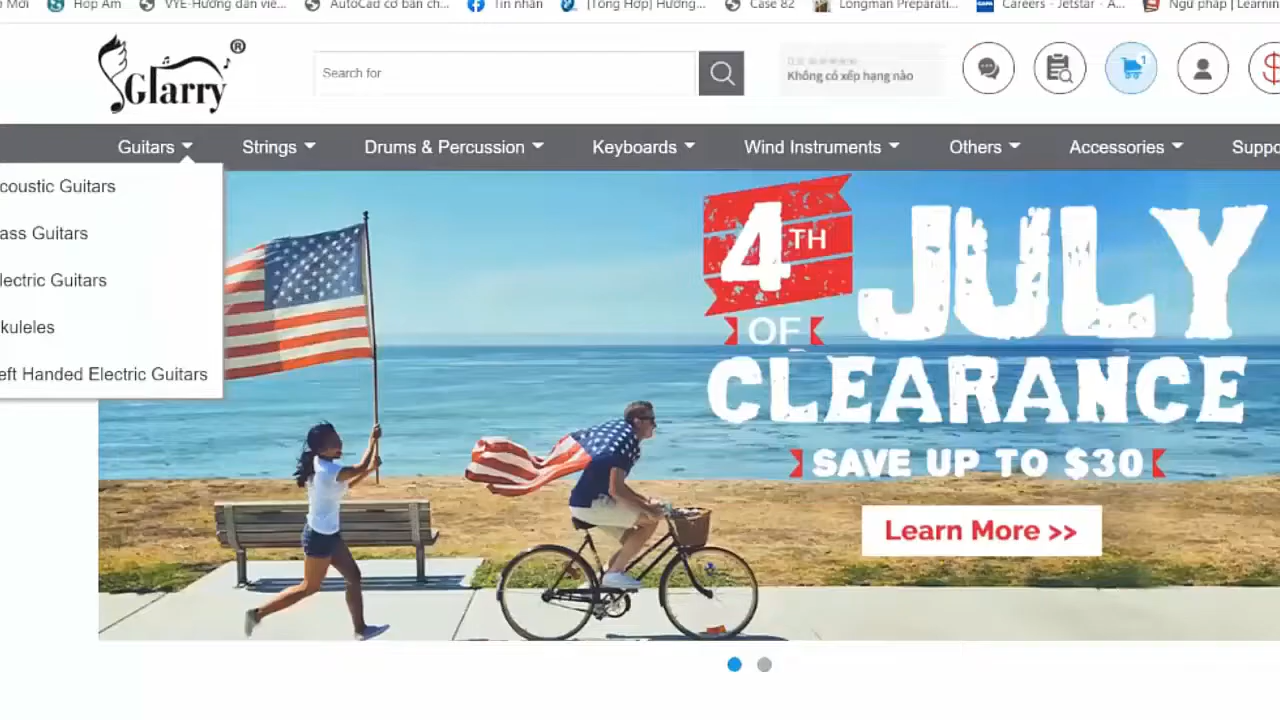 VYE-Hướng dẫn viê...
AutoCad cơ bản ch...
Tin nhắn
[Tổng Hợp] Hướng...
Case 82
Longman Preparati...
Careers - Jetstar - A...
Ngữ pháp | Learnin
Glarry ®
Search for
Không có xếp hạng nào
1
Guitars
Strings
Drums & Percussion
Keyboards
Wind Instruments
Others
Accessories
Suppo
coustic Guitars
ass Guitars
lectric Guitars
kuleles
eft Handed Electric Guitars
4TH
OF
JULY
CLEARANCE
SAVE UP TO $30
Learn More >>